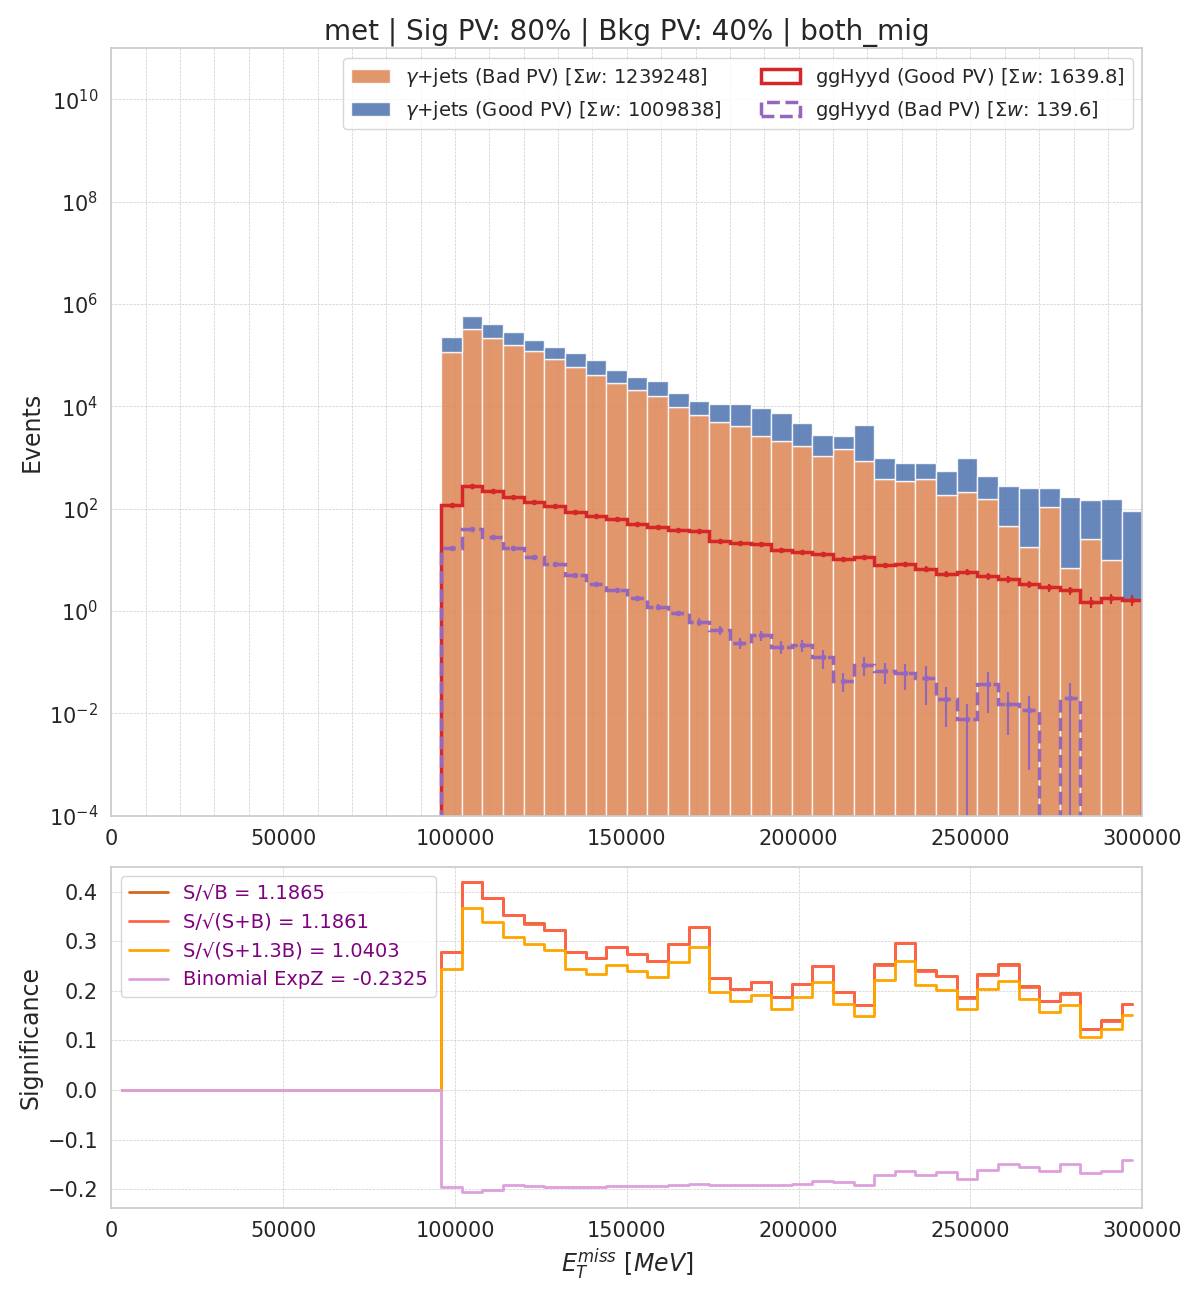 met | Sig PV: 80% | Bkg PV: 40% | both_mig
γ+jets (Bad PV) [Σw: 1239248]
γ+jets (Good PV) [Σw: 1009838]
ggHyyd (Good PV) [Σw: 1639.8]
ggHyyd (Bad PV) [Σw: 139.6]
Events
10^10
10^8
10^6
10^4
10^2
10^0
10^−2
10^−4
0 50000 100000 150000 200000 250000 300000
S/√B = 1.1865
S/√(S+B) = 1.1861
S/√(S+1.3B) = 1.0403
Binomial ExpZ = -0.2325
Significance
0.4
0.3
0.2
0.1
0.0
−0.1
−0.2
0 50000 100000 150000 200000 250000 300000
E_T^miss [MeV]